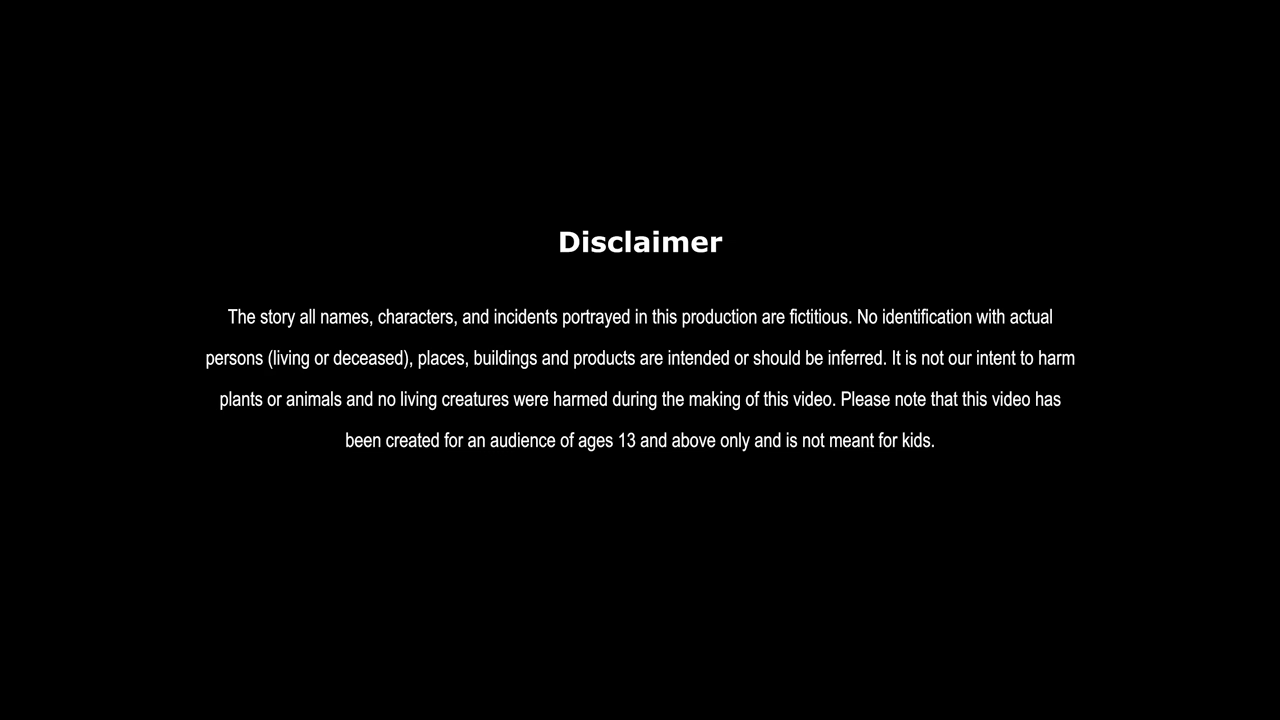 Disclaimer
The story all names, characters, and incidents portrayed in this production are fictitious. No identification with actual
persons (living or deceased), places, buildings and products are intended or should be inferred. It is not our intent to harm
plants or animals and no living creatures were harmed during the making of this video. Please note that this video has
been created for an audience of ages 13 and above only and is not meant for kids.